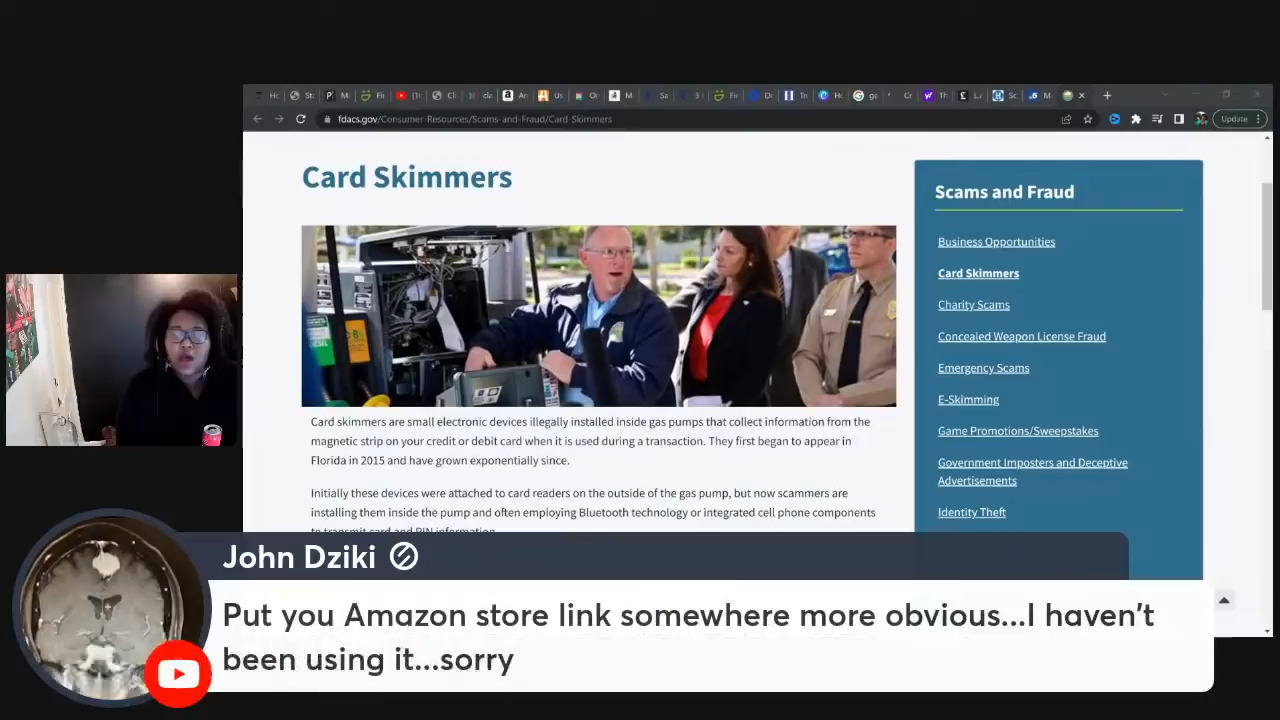 Update
fdacs.gov/Consumer-Resources/Scams-and-Fraud/Card-Skimmers
Card Skimmers
Card skimmers are small electronic devices illegally installed inside gas pumps that collect information from the
magnetic strip on your credit or debit card when it is used during a transaction. They first began to appear in
Florida in 2015 and have grown exponentially since.
Initially these devices were attached to card readers on the outside of the gas pump, but now scammers are
installing them inside the pump and often employing Bluetooth technology or integrated cell phone components
to transmit card and PIN information.
Scams and Fraud
Business Opportunities
Card Skimmers
Charity Scams
Concealed Weapon License Fraud
Emergency Scams
E-Skimming
Game Promotions/Sweepstakes
Government Imposters and Deceptive
Advertisements
Identity Theft
John Dziki
Put you Amazon store link somewhere more obvious...I haven't
been using it...sorry